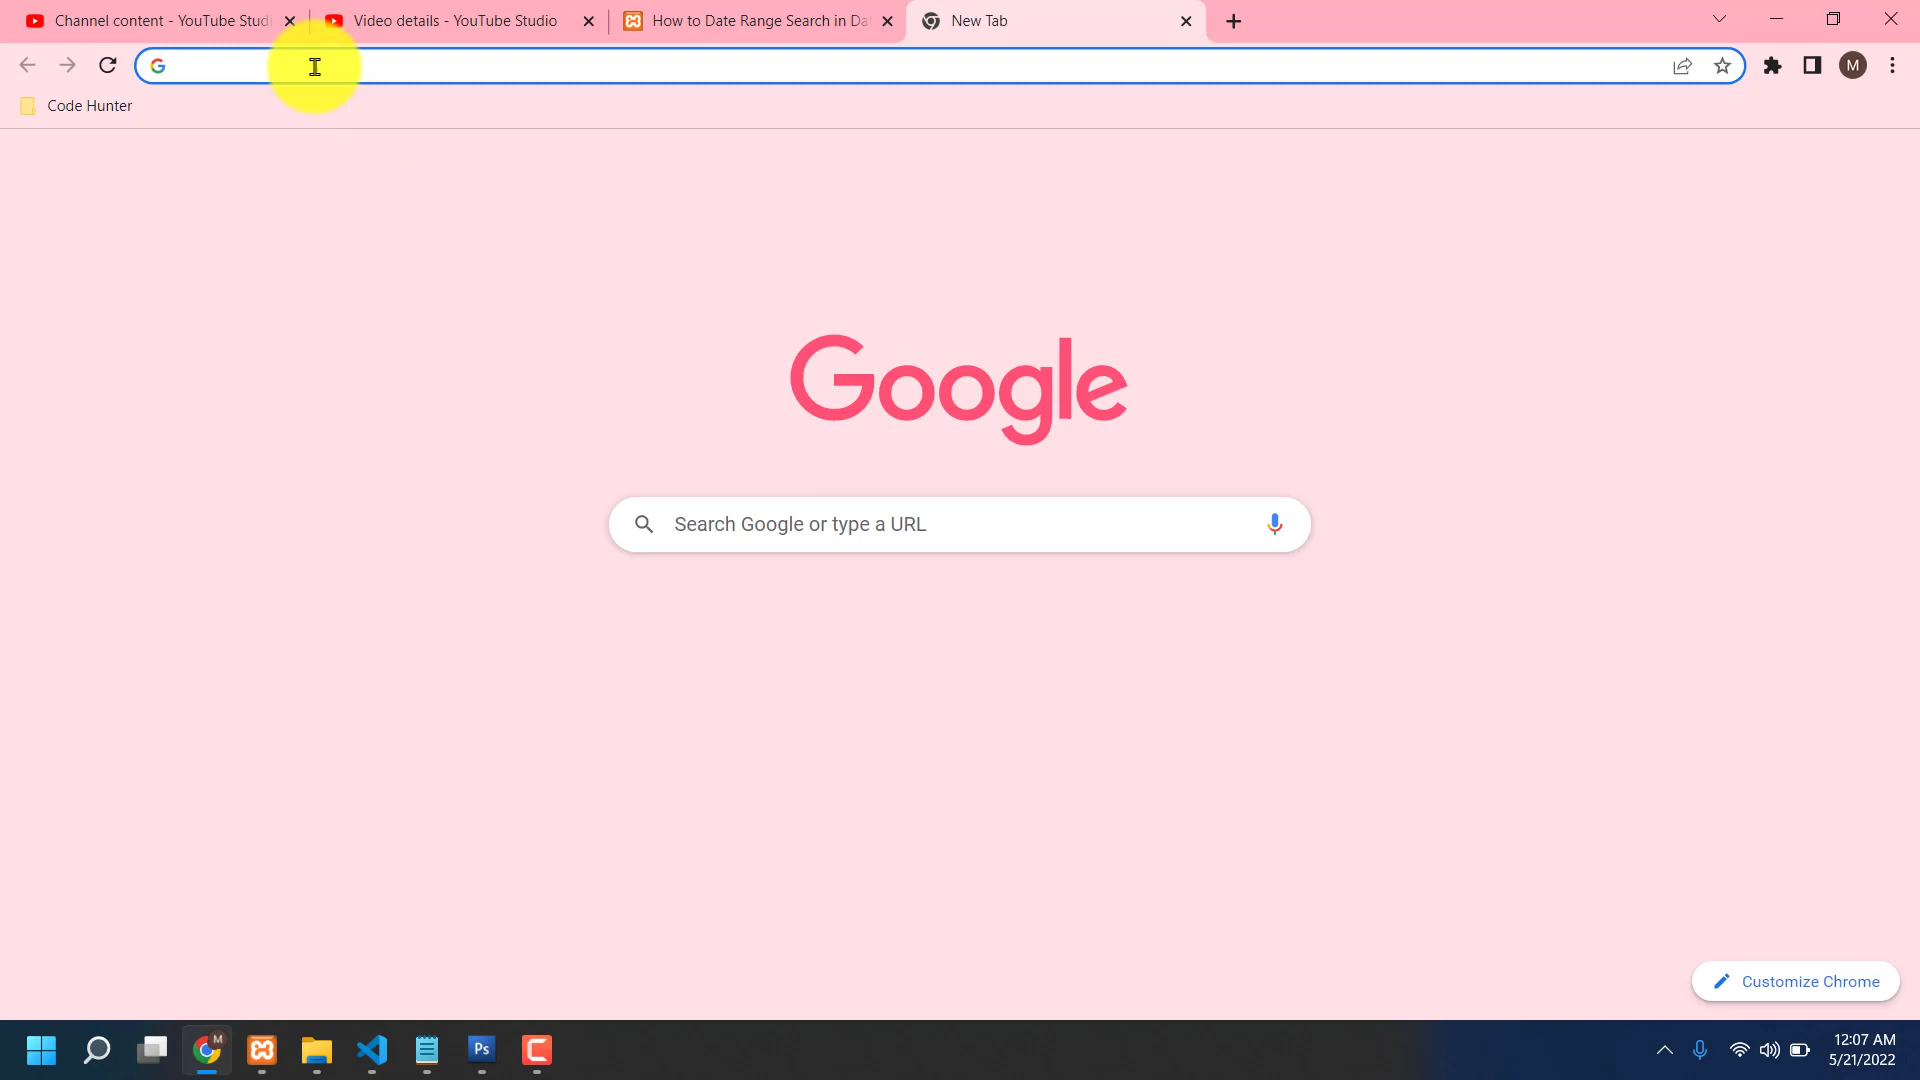 Channel content - YouTube Studi
Video details - YouTube Studio
How to Date Range Search in Da
New Tab
M
Code Hunter
Google
Search Google or type a URL
Customize Chrome
M
Ps
12:07 AM
5/21/2022